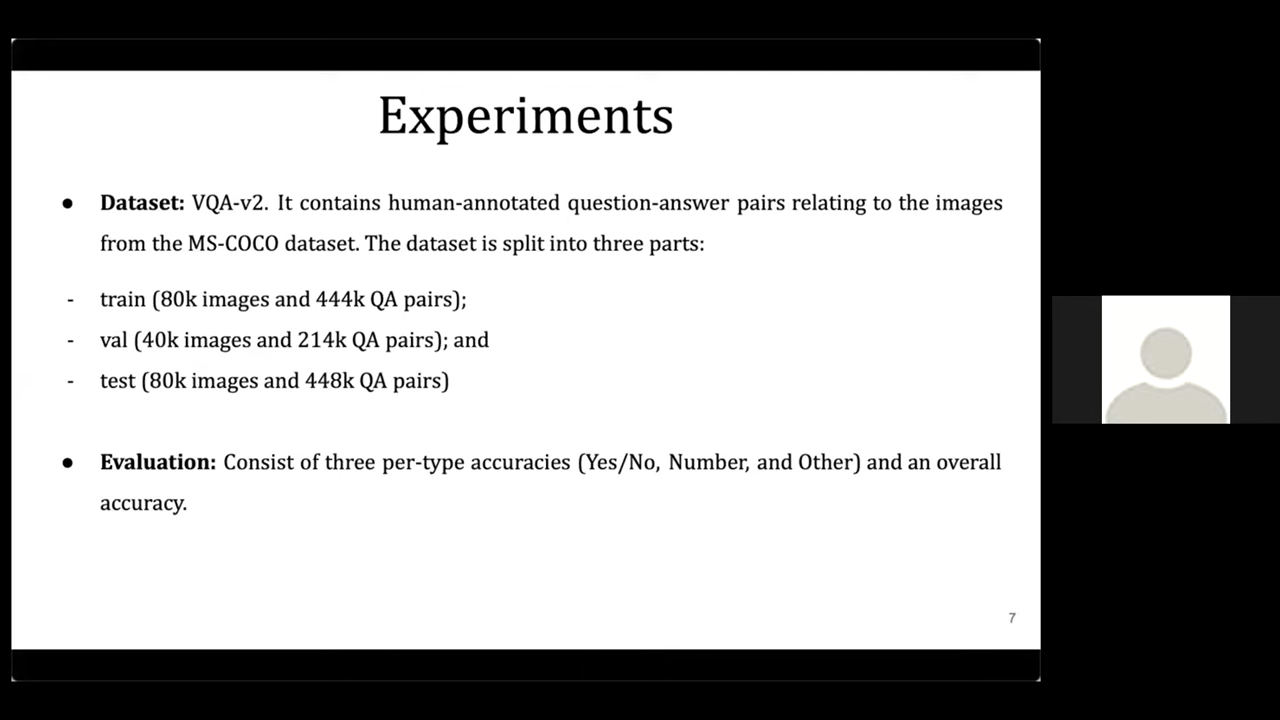 Experiments
● Dataset: VQA-v2. It contains human-annotated question-answer pairs relating to the images
from the MS-COCO dataset. The dataset is split into three parts:
- train (80k images and 444k QA pairs);
- val (40k images and 214k QA pairs); and
- test (80k images and 448k QA pairs)
● Evaluation: Consist of three per-type accuracies (Yes/No, Number, and Other) and an overall
accuracy.
7